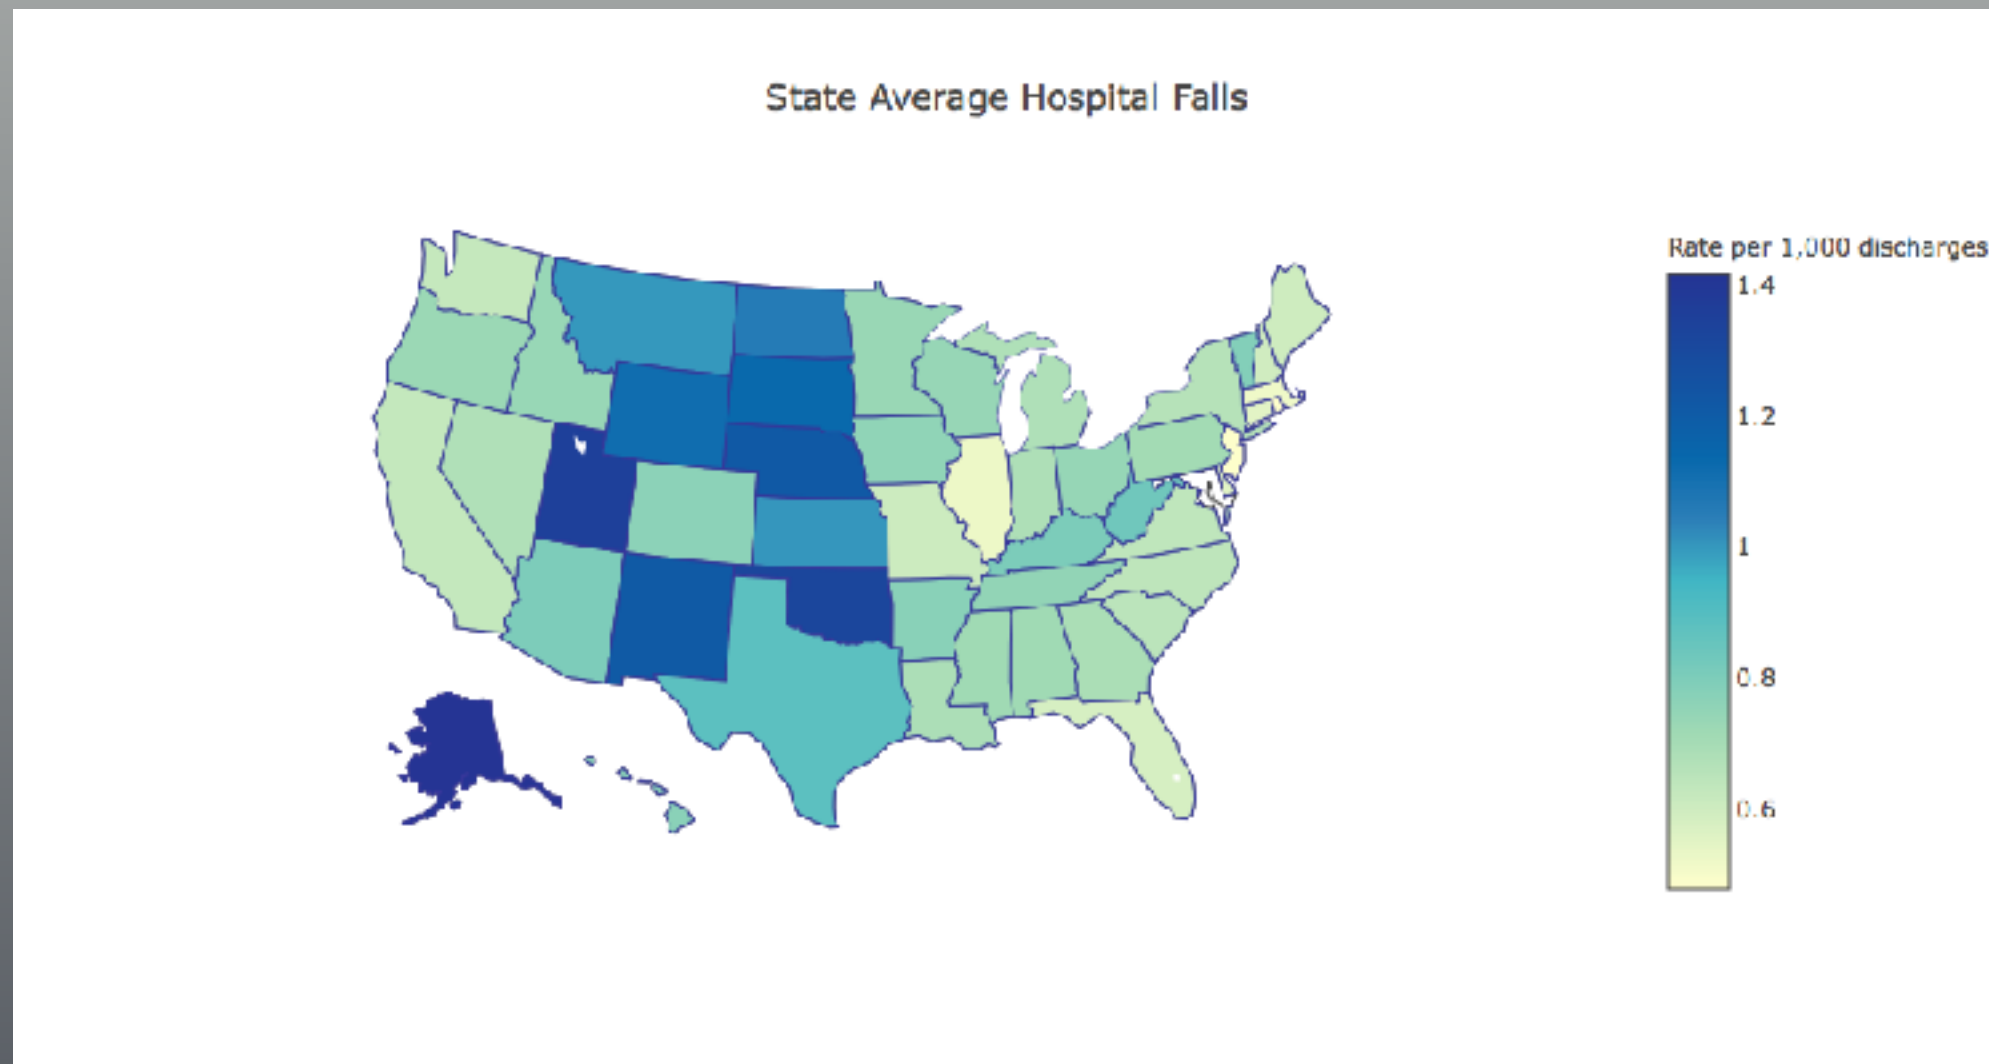 State Average Hospital Falls
Rate per 1,000 discharges
1.4
1.2
1
0.8
0.6